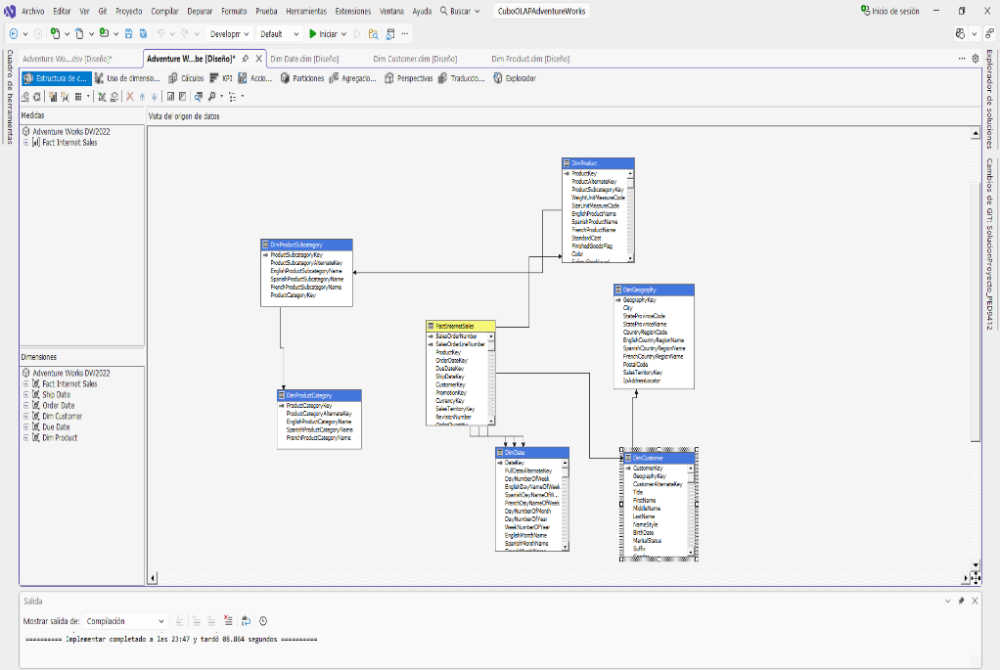 Archivo Editar Ver Git Proyecto Compilar Depurar Formato Prueba Herramientas Extensiones Ventana Ayuda Buscar CuboOLAPAdventureWorks Inicio de sesión
Developr Default Iniciar
Adventure Wo....dsv [Diseño]* Adventure W...be [Diseño]* Dim Date.dim [Diseño] Dim Customer.dim [Diseño] Dim Product.dim [Diseño]
Estructura de c... Uso de dimensio... Cálculos KPI Accio... Particiones Agregacio... Perspectivas Traduccio... Explorador
Cuadro de herramientas
Explorador de soluciones
Cambios de GIT: SolucionProyecto_PED9412
Medidas
Adventure Works DW2022
Fact Internet Sales
Dimensiones
Adventure Works DW2022
Fact Internet Sales
Ship Date
Order Date
Dim Customer
Due Date
Dim Product
Vista del origen de datos
DimProduct
ProductKey
ProductAlternateKey
ProductSubcategoryKey
WeightUnitMeasureCode
SizeUnitMeasureCode
EnglishProductName
SpanishProductName
FrenchProductName
StandardCost
FinishedGoodsFlag
Color
DimProductSubcategory
ProductSubcategoryKey
ProductSubcategoryAlternateKey
EnglishProductSubcategoryName
SpanishProductSubcategoryName
FrenchProductSubcategoryName
ProductCategoryKey
DimGeography
GeographyKey
City
StateProvinceCode
StateProvinceName
CountryRegionCode
EnglishCountryRegionName
SpanishCountryRegionName
FrenchCountryRegionName
PostalCode
SalesTerritoryKey
IpAddressLocator
FactInternetSales
SalesOrderNumber
SalesOrderLineNumber
ProductKey
OrderDateKey
DueDateKey
ShipDateKey
CustomerKey
PromotionKey
CurrencyKey
SalesTerritoryKey
RevisionNumber
OrderQuantity
DimProductCategory
ProductCategoryKey
ProductCategoryAlternateKey
EnglishProductCategoryName
SpanishProductCategoryName
FrenchProductCategoryName
DimDate
DateKey
FullDateAlternateKey
DayNumberOfWeek
EnglishDayNameOfWeek
SpanishDayNameOfW...
FrenchDayNameOfWeek
DayNumberOfMonth
DayNumberOfYear
WeekNumberOfYear
EnglishMonthName
SpanishMonthName
FrenchMonthName
DimCustomer
CustomerKey
GeographyKey
CustomerAlternateKey
Title
FirstName
MiddleName
LastName
NameStyle
BirthDate
MaritalStatus
Suffix
Salida
Mostrar salida de: Compilación
========== Implementar completado a las 23:47 y tardó 08.864 segundos ==========